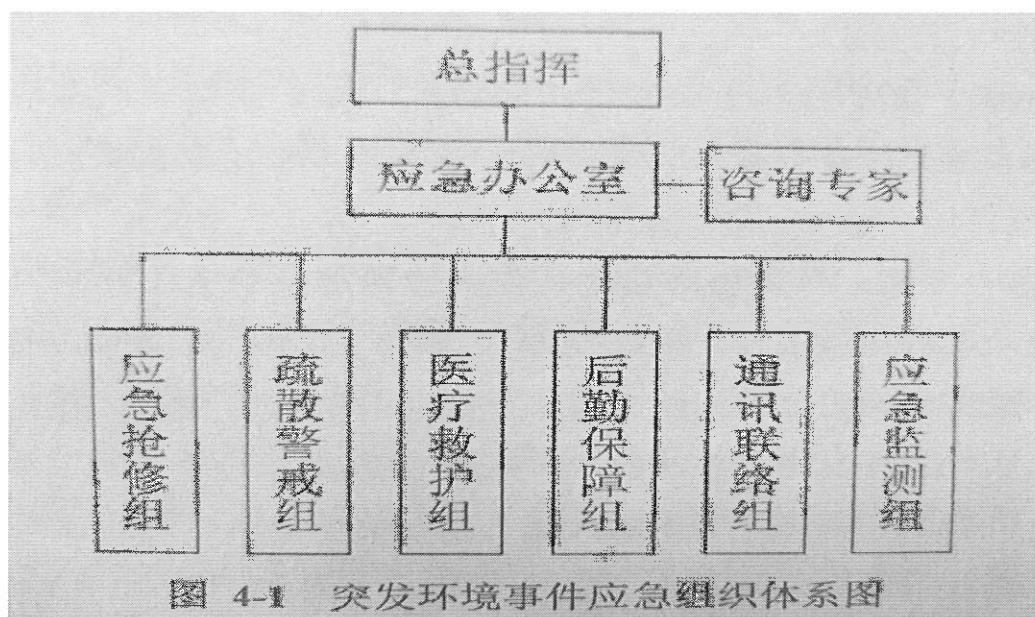 总指挥
应急办公室
咨询专家
应急抢修组
疏散警戒组
医疗救护组
后勤保障组
通讯联络组
应急监测组
图 4-1 突发环境事件应急组织体系图